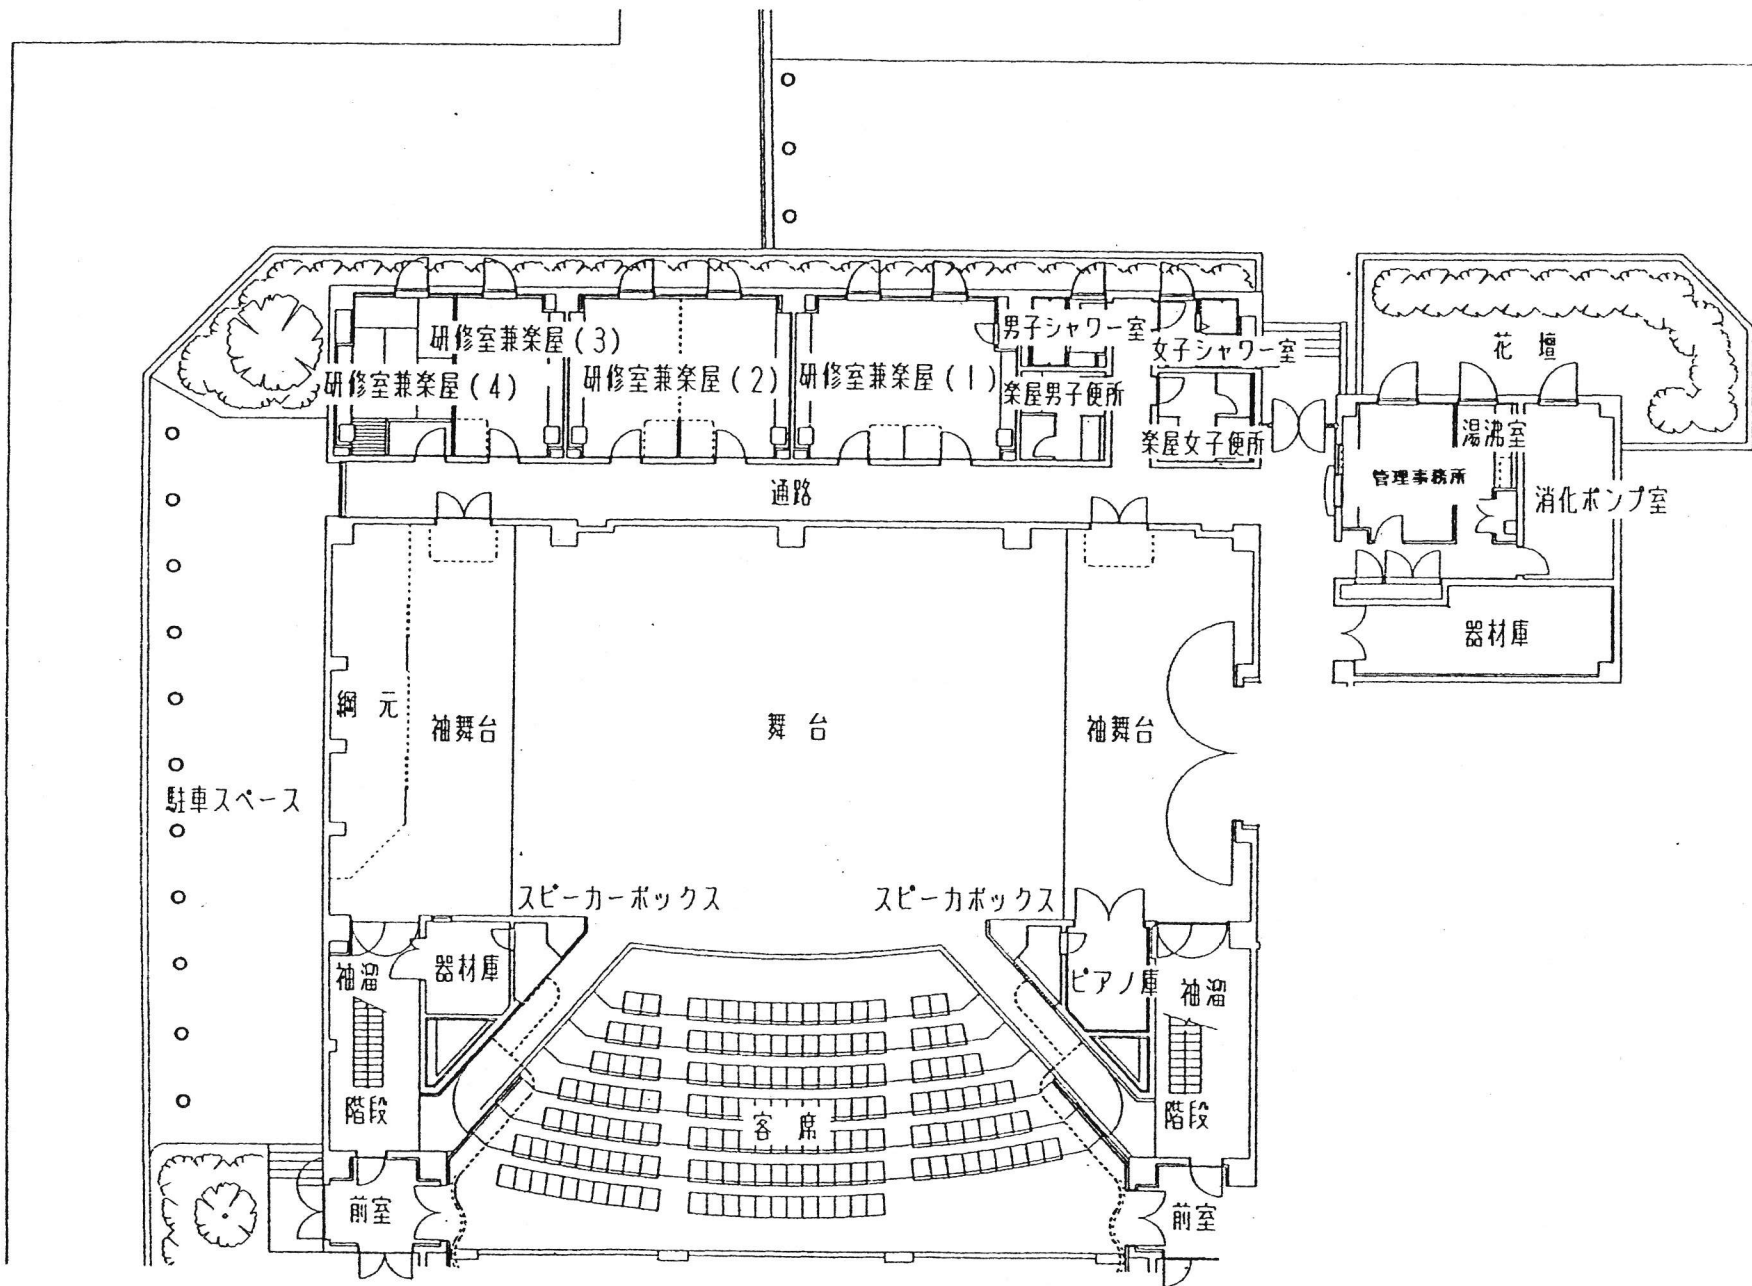 研修室兼楽屋(3)
研修室兼楽屋(4)
研修室兼楽屋(2)
研修室兼楽屋(1)
男子シャワー室
女子シャワー室
楽屋男子便所
楽屋女子便所
花 壇
湯沸室
管理事務所
消化ポンプ室
通路
器材庫
綱 元
袖舞台
舞 台
袖舞台
駐車スペース
スピーカーボックス
スピーカボックス
袖溜
器材庫
ピアノ庫
袖溜
階段
客 席
階段
前室
前室